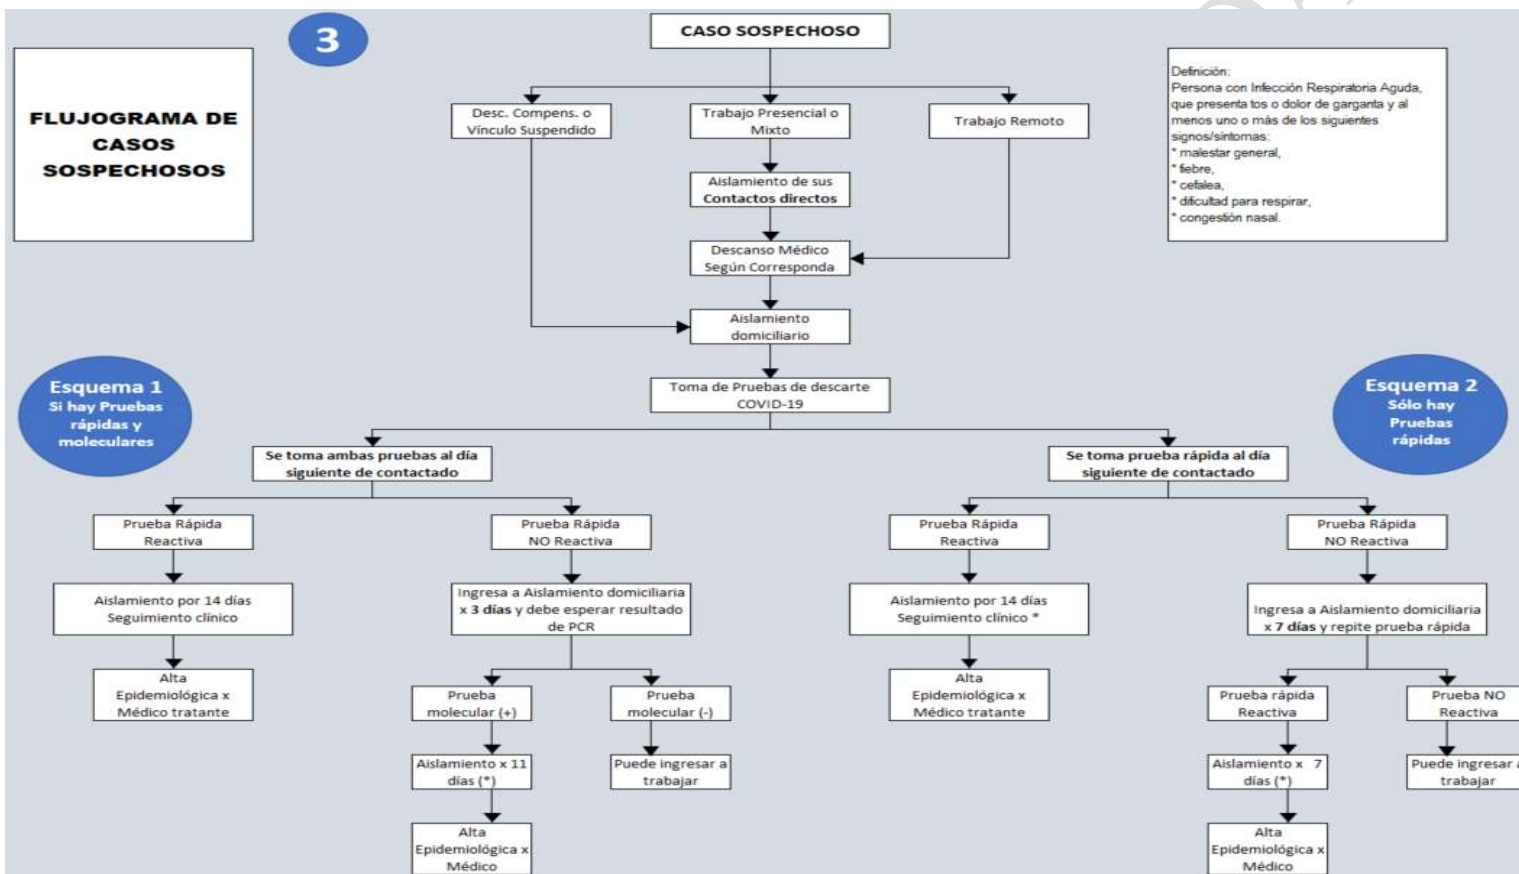 3
FLUJOGRAMA DE
CASOS
SOSPECHOSOS
CASO SOSPECHOSO
Definición:
Persona con Infección Respiratoria Aguda,
que presenta tos o dolor de garganta y al
menos uno o más de los siguientes
signos/síntomas:
* malestar general,
* fiebre,
* cefalea,
* dificultad para respirar,
* congestión nasal.
Desc. Compens. o
Vínculo Suspendido
Trabajo Presencial o
Mixto
Trabajo Remoto
Aislamiento de sus
Contactos directos
Descanso Médico
Según Corresponda
Aislamiento
domiciliario
Toma de Pruebas de descarte
COVID-19
Esquema 1
Si hay Pruebas
rápidas y
moleculares
Esquema 2
Sólo hay
Pruebas
rápidas
Se toma ambas pruebas al día
siguiente de contactado
Se toma prueba rápida al día
siguiente de contactado
Prueba Rápida
Reactiva
Prueba Rápida
NO Reactiva
Prueba Rápida
Reactiva
Prueba Rápida
NO Reactiva
Aislamiento por 14 días
Seguimiento clínico
Ingresa a Aislamiento domiciliaria
x 3 días y debe esperar resultado
de PCR
Aislamiento por 14 días
Seguimiento clínico *
Ingresa a Aislamiento domiciliaria
x 7 días y repite prueba rápida
Alta
Epidemiológica x
Médico tratante
Prueba
molecular (+)
Prueba
molecular (-)
Alta
Epidemiológica x
Médico tratante
Prueba rápida
Reactiva
Prueba NO
Reactiva
Aislamiento x 11
días (*)
Puede ingresar a
trabajar
Aislamiento x 7
días (*)
Puede ingresar a
trabajar
Alta
Epidemiológica x
Médico
Alta
Epidemiológica x
Médico